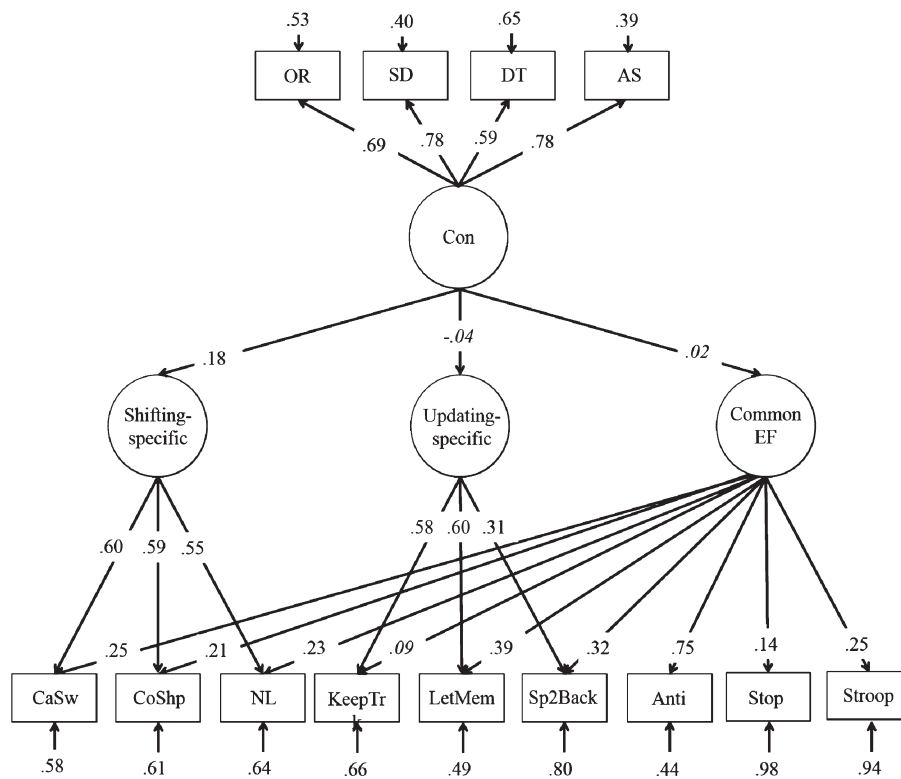 .53 .40 .65 .39
OR SD DT AS
.69 .78 .59 .78
Con
.18 -.04 .02
Shifting-
specific
Updating-
specific
Common
EF
.60 .59 .55 .58 .60 .31
.25 .21 .23 .09 .39 .32 .75 .14 .25
CaSw CoShp NL KeepTr
k
LetMem Sp2Back Anti Stop Stroop
.58 .61 .64 .66 .49 .80 .44 .98 .94